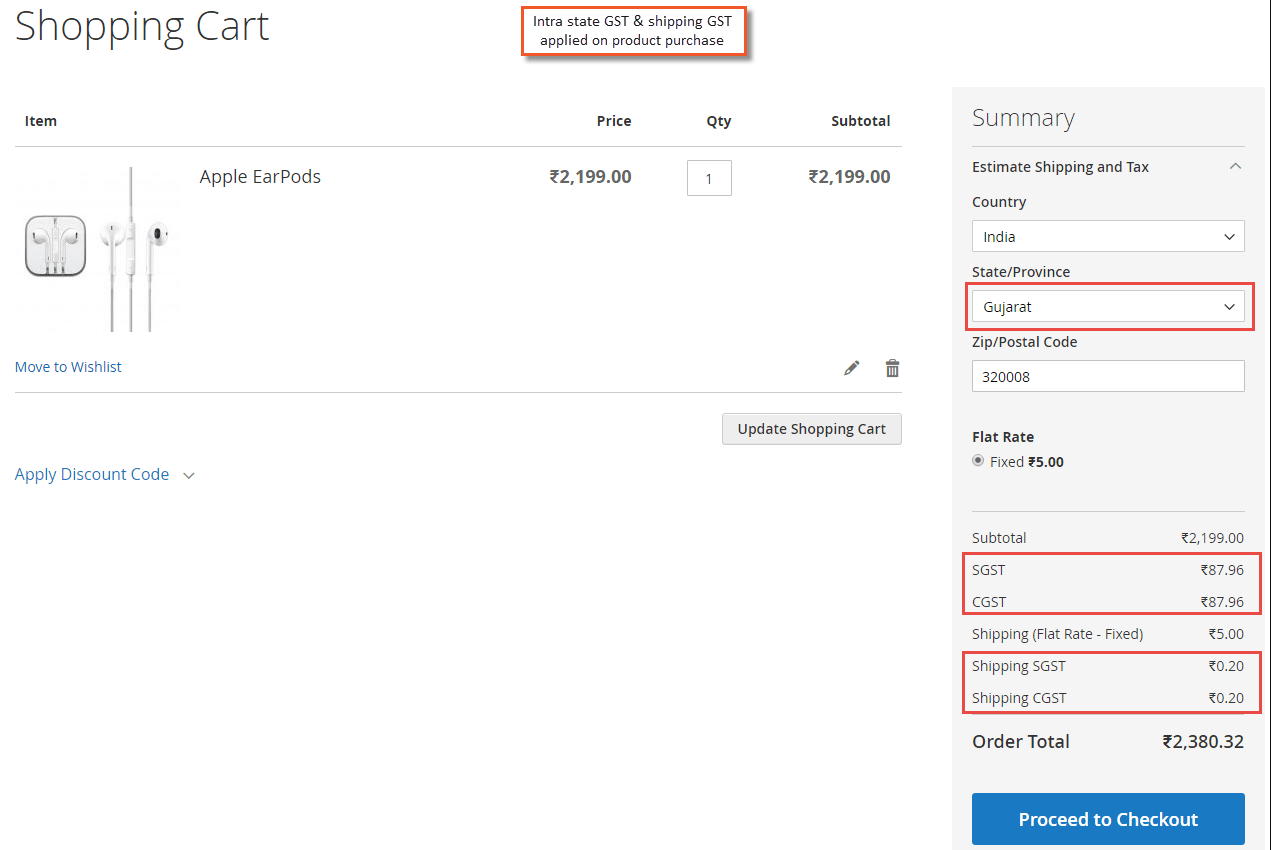 Shopping Cart
Intra state GST & shipping GST
applied on product purchase
Item Price Qty Subtotal
Apple EarPods ₹2,199.00 1 ₹2,199.00
Move to Wishlist
Update Shopping Cart
Apply Discount Code
Summary
Estimate Shipping and Tax
Country
India
State/Province
Gujarat
Zip/Postal Code
320008
Flat Rate
Fixed ₹5.00
Subtotal ₹2,199.00
SGST ₹87.96
CGST ₹87.96
Shipping (Flat Rate - Fixed) ₹5.00
Shipping SGST ₹0.20
Shipping CGST ₹0.20
Order Total ₹2,380.32
Proceed to Checkout